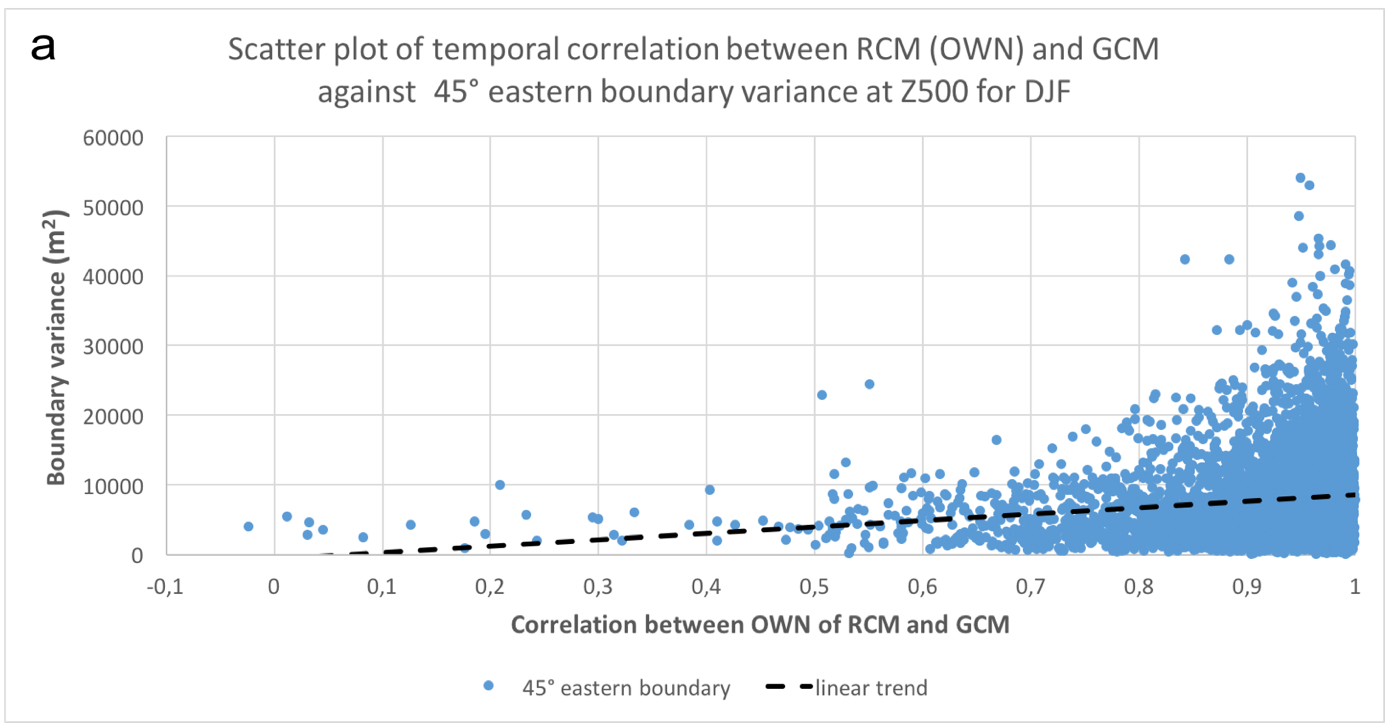 a
Scatter plot of temporal correlation between RCM (OWN) and GCM
against 45° eastern boundary variance at Z500 for DJF
60000
50000
40000
30000
20000
10000
0
Boundary variance (m²)
-0,1 0 0,1 0,2 0,3 0,4 0,5 0,6 0,7 0,8 0,9 1
Correlation between OWN of RCM and GCM
45° eastern boundary linear trend